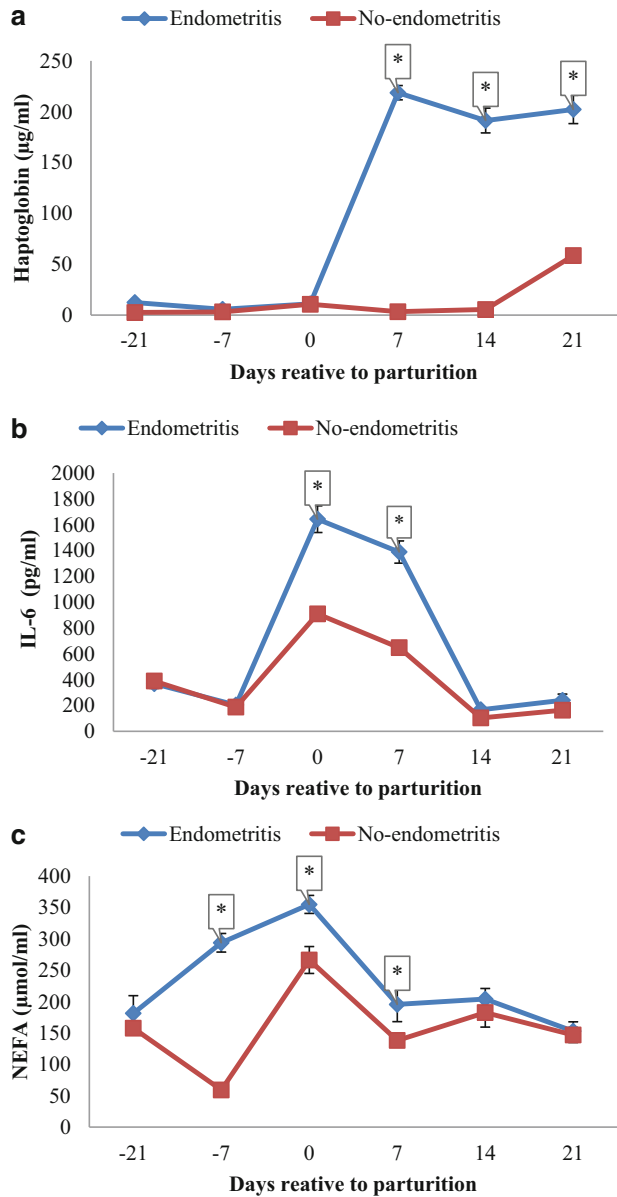 a
Endometritis No-endometritis
300
250
200
150
100
50
0
Haptoglobin (µg/ml)
* * *
-21 -7 0 7 14 21
Days reative to parturition
b
Endometritis No-endometritis
2000
1800
1600
1400
1200
1000
800
600
400
200
0
IL-6 (pg/ml)
* *
-21 -7 0 7 14 21
Days reative to parturition
c
Endometritis No-endometritis
400
350
300
250
200
150
100
50
0
NEFA (µmol/ml)
* * *
-21 -7 0 7 14 21
Days reative to parturition